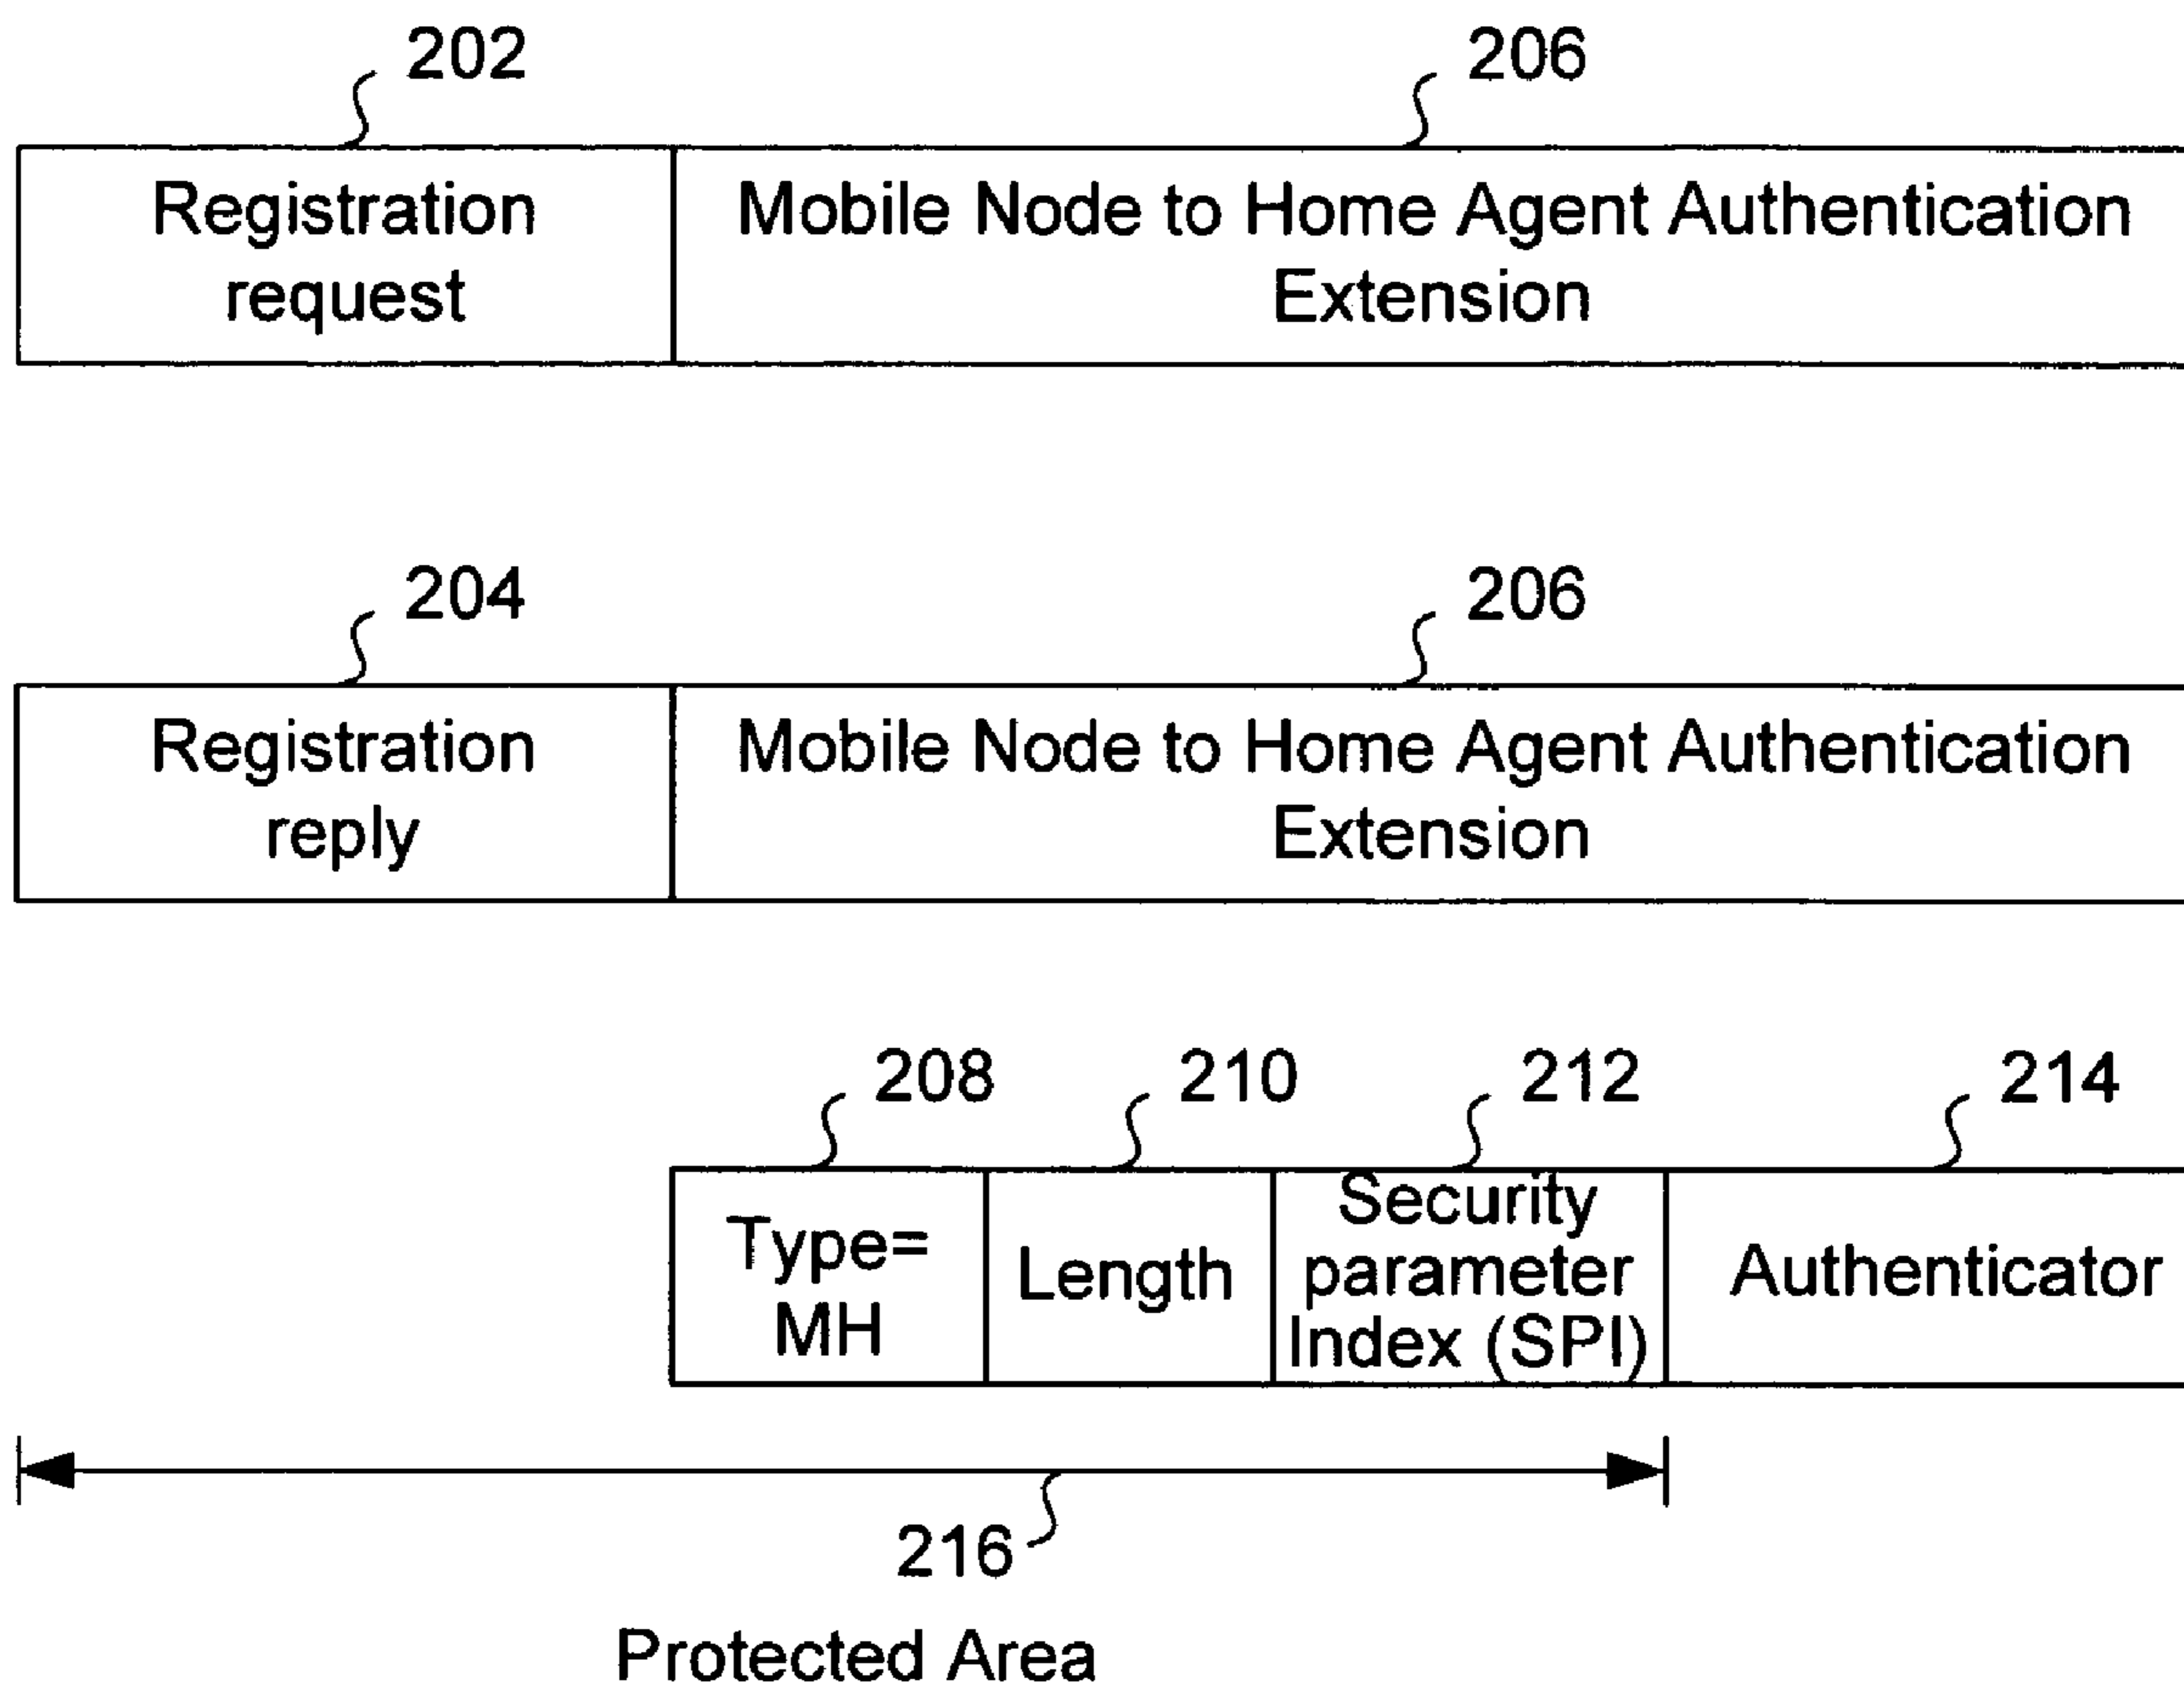 202
206
Registration
request
Mobile Node to Home Agent Authentication
Extension
204
206
Registration
reply
Mobile Node to Home Agent Authentication
Extension
208
210
212
214
Type=
MH
Length
Security
parameter
Index (SPI)
Authenticator
216
Protected Area